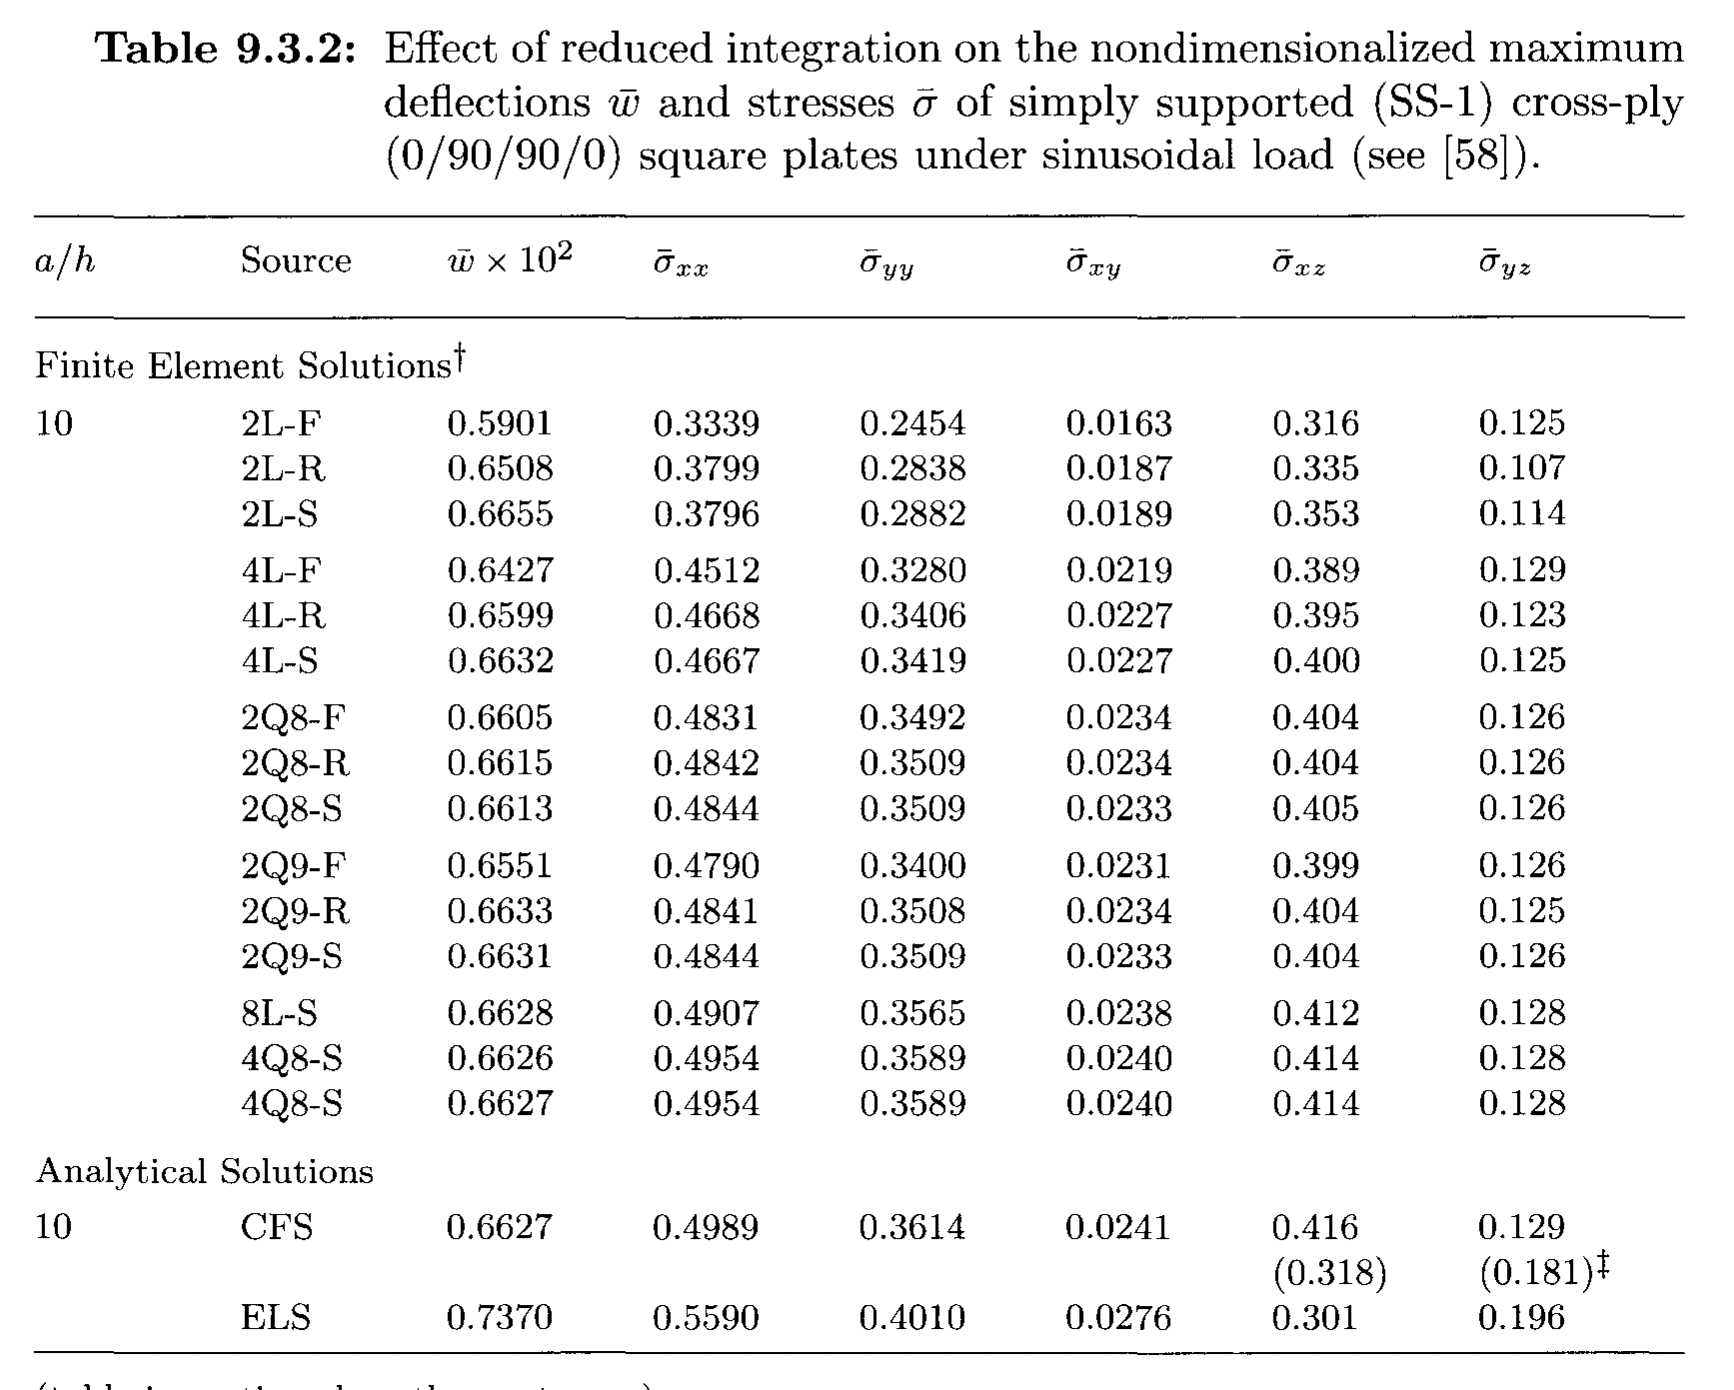 Table 9.3.2: Effect of reduced integration on the nondimensionalized maximum
deflections w̄ and stresses σ̄ of simply supported (SS-1) cross-ply
(0/90/90/0) square plates under sinusoidal load (see [58]).
a/h Source w̄ × 10² σ̄xx σ̄yy σ̄xy σ̄xz σ̄yz
Finite Element Solutions†
10 2L-F 0.5901 0.3339 0.2454 0.0163 0.316 0.125
2L-R 0.6508 0.3799 0.2838 0.0187 0.335 0.107
2L-S 0.6655 0.3796 0.2882 0.0189 0.353 0.114
4L-F 0.6427 0.4512 0.3280 0.0219 0.389 0.129
4L-R 0.6599 0.4668 0.3406 0.0227 0.395 0.123
4L-S 0.6632 0.4667 0.3419 0.0227 0.400 0.125
2Q8-F 0.6605 0.4831 0.3492 0.0234 0.404 0.126
2Q8-R 0.6615 0.4842 0.3509 0.0234 0.404 0.126
2Q8-S 0.6613 0.4844 0.3509 0.0233 0.405 0.126
2Q9-F 0.6551 0.4790 0.3400 0.0231 0.399 0.126
2Q9-R 0.6633 0.4841 0.3508 0.0234 0.404 0.125
2Q9-S 0.6631 0.4844 0.3509 0.0233 0.404 0.126
8L-S 0.6628 0.4907 0.3565 0.0238 0.412 0.128
4Q8-S 0.6626 0.4954 0.3589 0.0240 0.414 0.128
4Q8-S 0.6627 0.4954 0.3589 0.0240 0.414 0.128
Analytical Solutions
10 CFS 0.6627 0.4989 0.3614 0.0241 0.416 0.129
(0.318) (0.181)‡
ELS 0.7370 0.5590 0.4010 0.0276 0.301 0.196